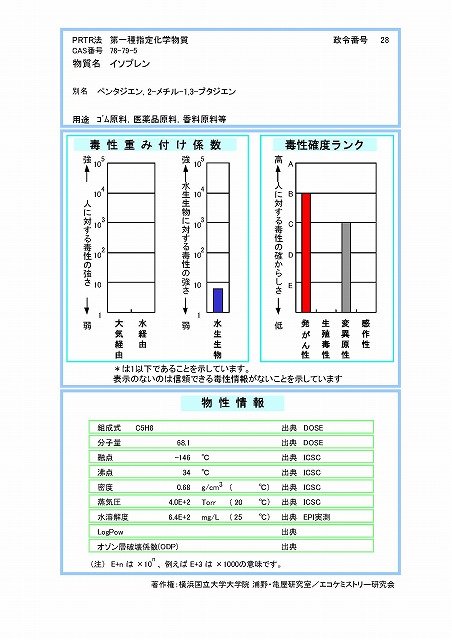 PRTR法 第一種指定化学物質 政令番号 28
CAS番号 78-79-5
物質名 イソプレン
別名 ペンタジエン, 2-メチル-1,3-ブタジエン
用途 ゴム原料, 医薬品原料, 香料原料等
毒性重み付け係数
強 人に対する毒性の強さ 弱
10^5
10^4
10^3
10^2
10
1
大気経由 水経由
強 水生生物に対する毒性の強さ 弱
10^5
10^4
10^3
10^2
10
1
水生生物
毒性確度ランク
高 人に対する毒性の確からしさ 低
A
B
C
D
E
発がん性 生殖毒性 変異原性 感作性
*は1以下であることを示しています。
表示のないのは信頼できる毒性情報がないことを示しています
物性情報
組成式 C5H8 出典 DOSE
分子量 68.1 出典 DOSE
融点 -146 ℃ 出典 ICSC
沸点 34 ℃ 出典 ICSC
密度 0.68 g/cm3 ( ℃) 出典 ICSC
蒸気圧 4.0E+2 Torr ( 20 ℃) 出典 ICSC
水溶解度 6.4E+2 mg/L ( 25 ℃) 出典 EPI実測
LogPow 出典
オゾン層破壊係数(ODP) 出典
(注) E+n は ×10^n 、例えば E+3 は ×1000の意味です。
著作権:横浜国立大学大学院 浦野・亀屋研究室/エコケミストリー研究会